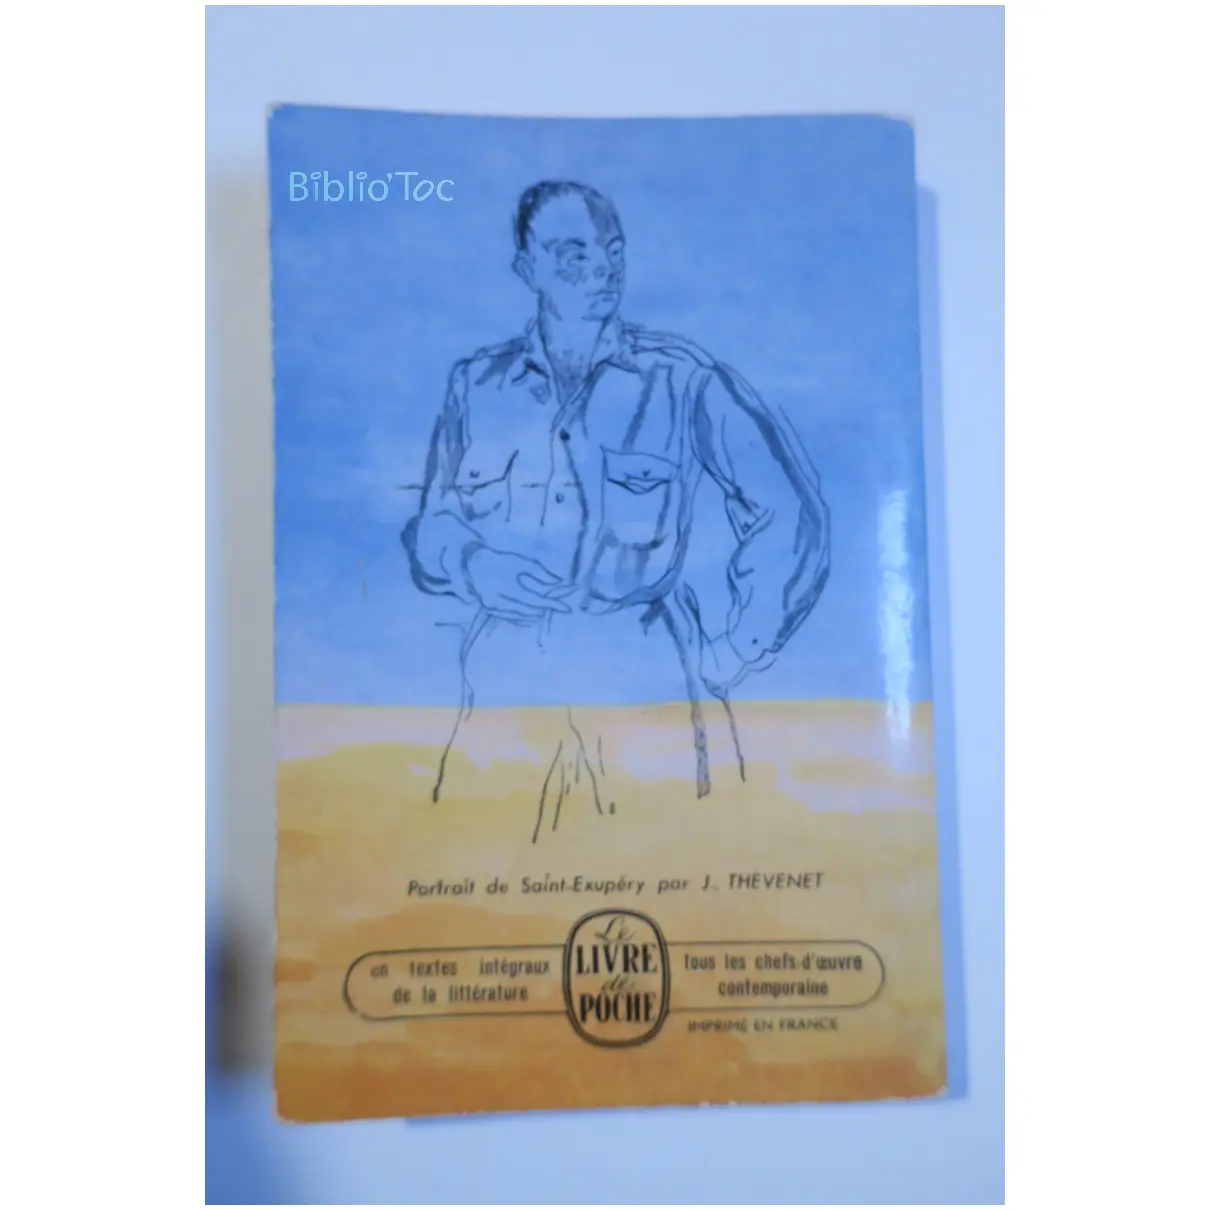 Biblio'Toc
Portrait de Saint-Exupéry par J. THÉVENET
en textes intégraux
de la littérature
Le
LIVRE
de
POCHE
tous les chefs-d'œuvre
contemporaine
IMPRIMÉ EN FRANCE